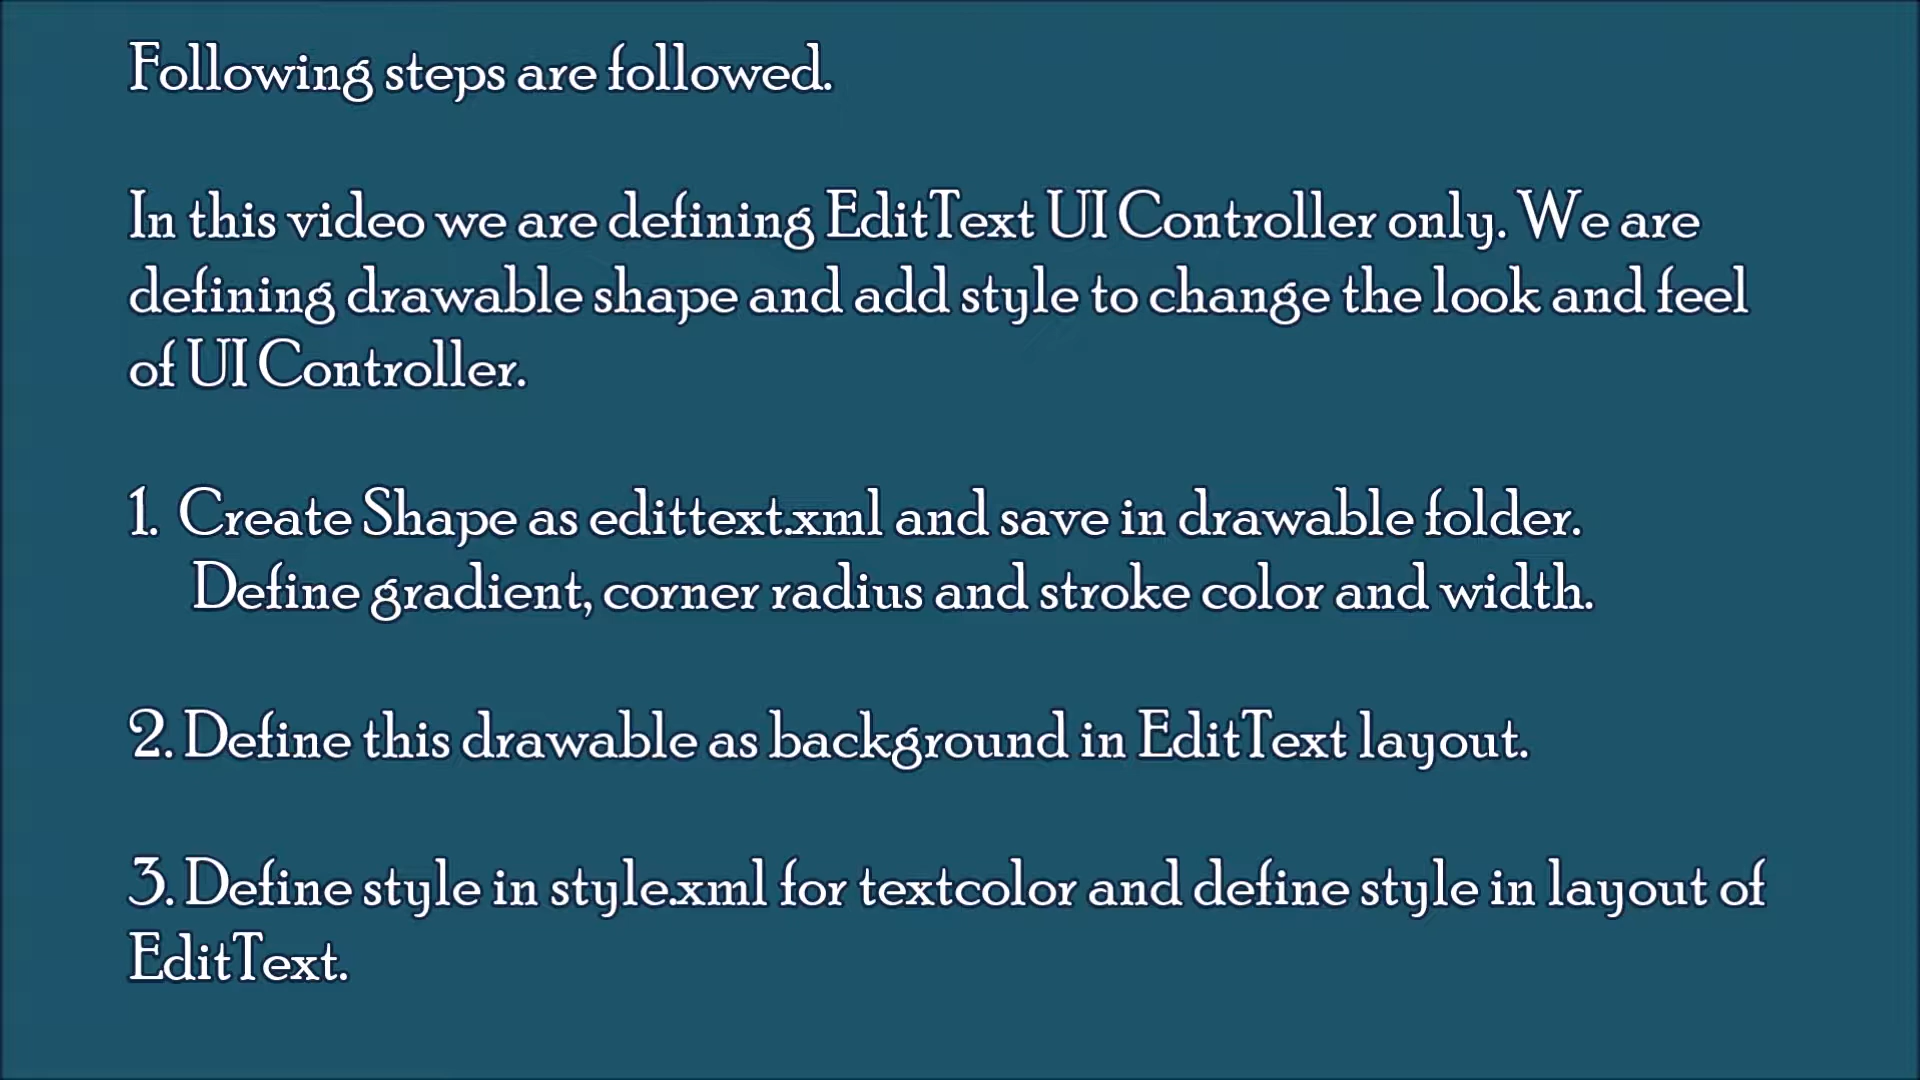 Following steps are followed.
In this video we are defining EditText UI Controller only. We are
defining drawable shape and add style to change the look and feel
of UI Controller.
1. Create Shape as edittext.xml and save in drawable folder.
Define gradient, corner radius and stroke color and width.
2. Define this drawable as background in EditText layout.
3. Define style in style.xml for textcolor and define style in layout of
EditText.